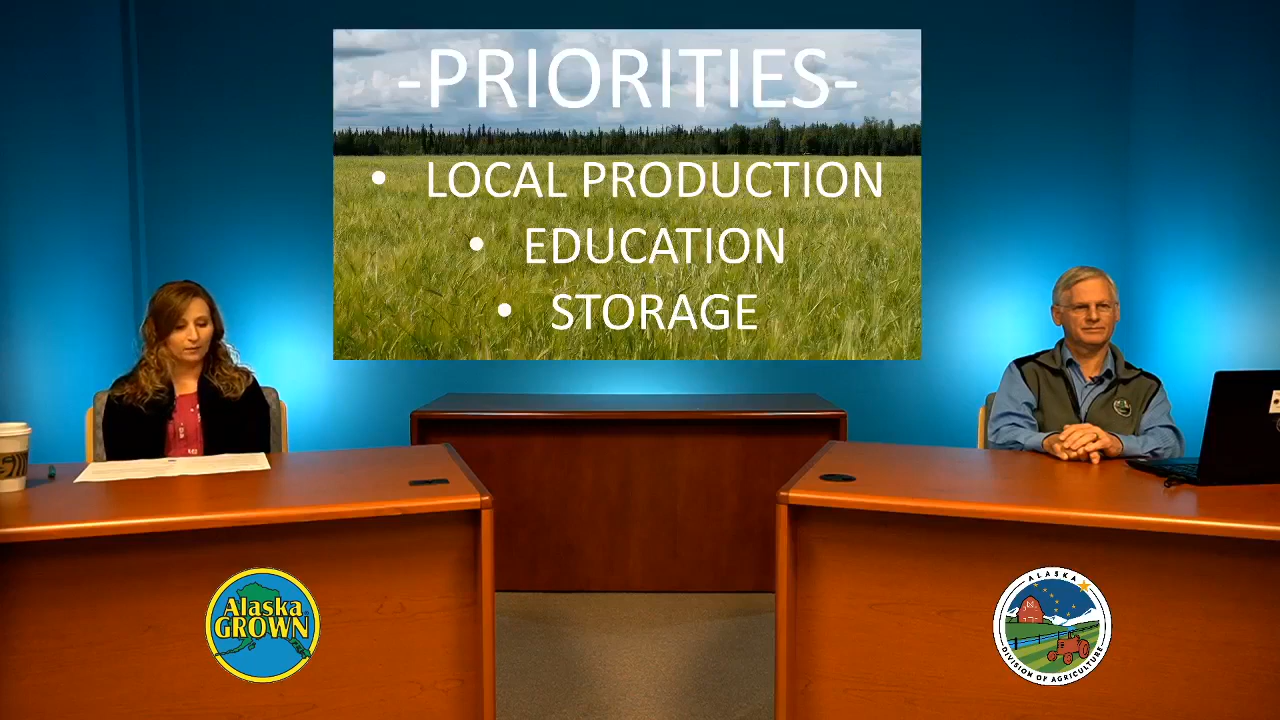 -PRIORITIES-
• LOCAL PRODUCTION
• EDUCATION
• STORAGE
Alaska
GROWN
ALASKA
DIVISION OF AGRICULTURE